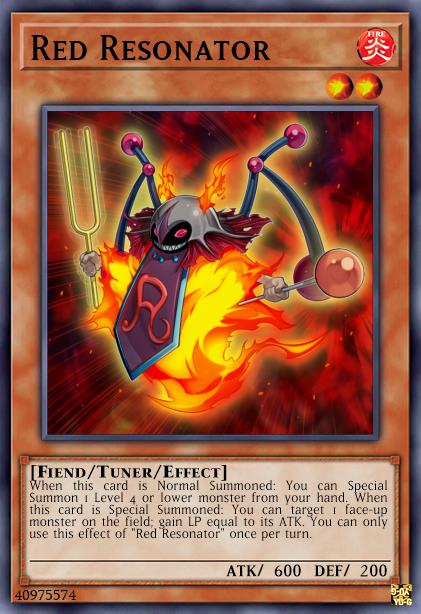 RED RESONATOR
FIRE
炎
[FIEND/TUNER/EFFECT]
When this card is Normal Summoned: You can Special
Summon 1 Level 4 or lower monster from your hand. When
this card is Special Summoned: You can target 1 face-up
monster on the field; gain LP equal to its ATK. You can only
use this effect of "Red Resonator" once per turn.
ATK/ 600 DEF/ 200
40975574